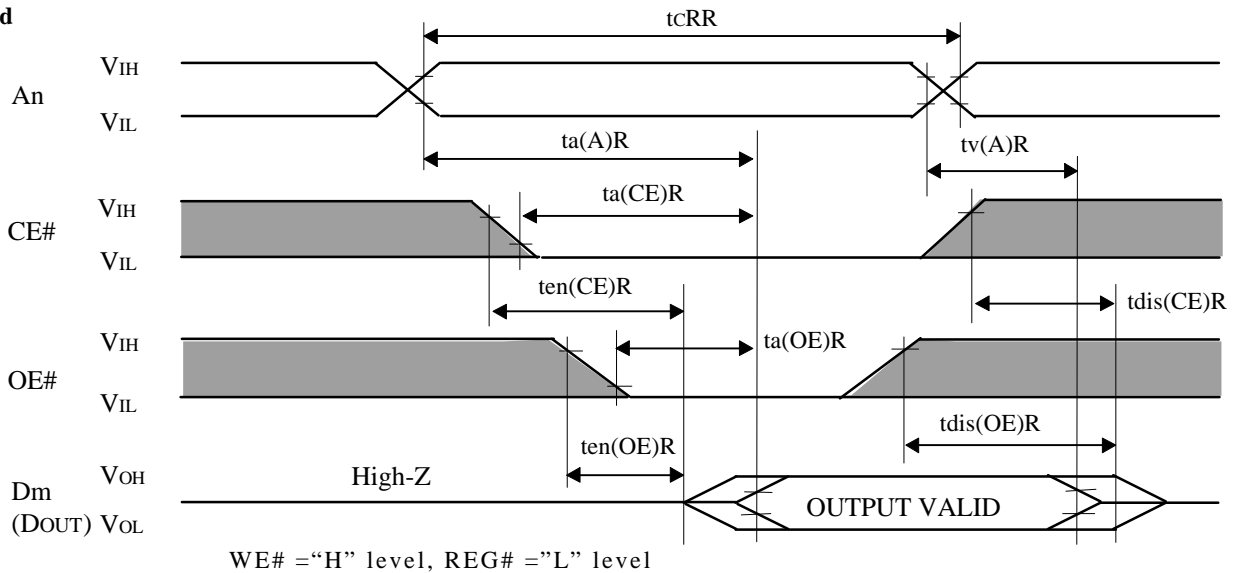 d
tcRR
VIH
An
VIL
ta(A)R
tv(A)R
VIH
ta(CE)R
CE#
VIL
ten(CE)R
tdis(CE)R
VIH
ta(OE)R
OE#
VIL
tdis(OE)R
ten(OE)R
VOH
High-Z
Dm
OUTPUT VALID
(DOUT) VOL
WE# =“H” level, REG# =”L” level